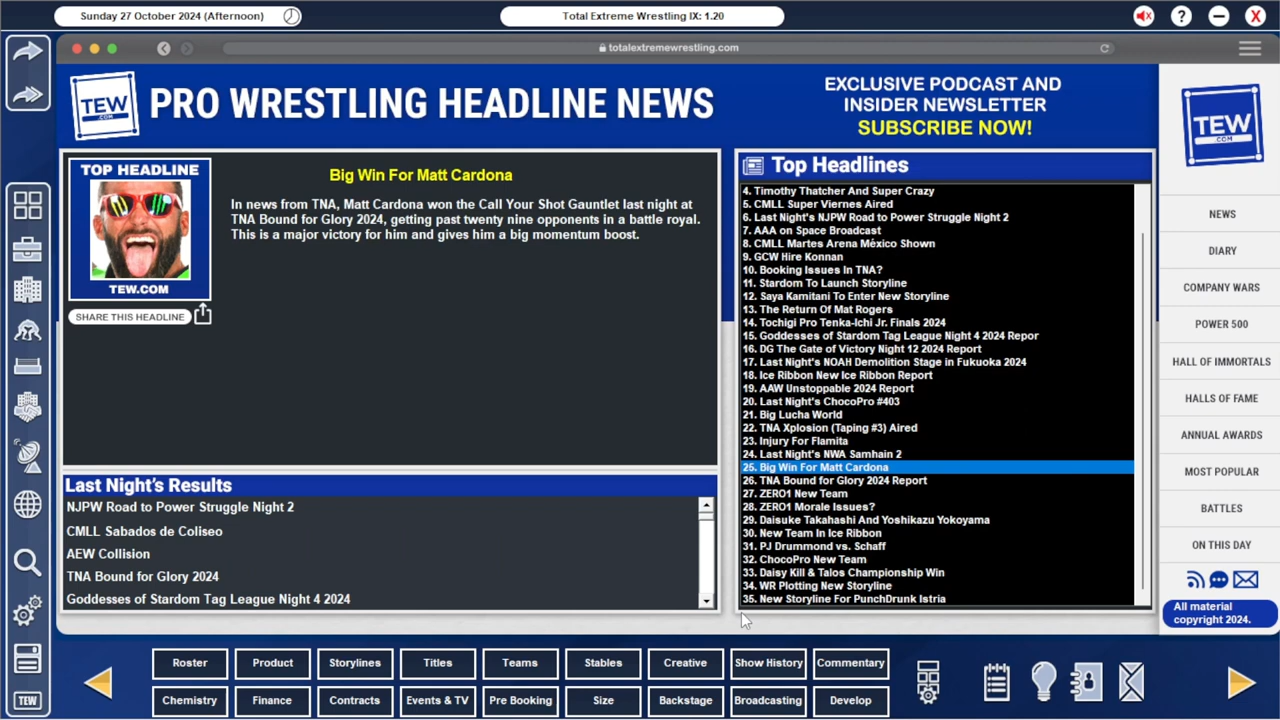 Sunday 27 October 2024 (Afternoon)
Total Extreme Wrestling IX: 1.20
?
X
totalextremewrestling.com
TEW
.COM
PRO WRESTLING HEADLINE NEWS
EXCLUSIVE PODCAST AND
INSIDER NEWSLETTER
SUBSCRIBE NOW!
TEW
.COM
TOP HEADLINE
TEW.COM
SHARE THIS HEADLINE
Big Win For Matt Cardona
In news from TNA, Matt Cardona won the Call Your Shot Gauntlet last night at
TNA Bound for Glory 2024, getting past twenty nine opponents in a battle royal.
This is a major victory for him and gives him a big momentum boost.
Last Night's Results
NJPW Road to Power Struggle Night 2
CMLL Sabados de Coliseo
AEW Collision
TNA Bound for Glory 2024
Goddesses of Stardom Tag League Night 4 2024
Top Headlines
4. Timothy Thatcher And Super Crazy
5. CMLL Super Viernes Aired
6. Last Night's NJPW Road to Power Struggle Night 2
7. AAA on Space Broadcast
8. CMLL Martes Arena México Shown
9. GCW Hire Konnan
10. Booking Issues In TNA?
11. Stardom To Launch Storyline
12. Saya Kamitani To Enter New Storyline
13. The Return Of Mat Rogers
14. Tochigi Pro Tenka-Ichi Jr. Finals 2024
15. Goddesses of Stardom Tag League Night 4 2024 Repor
16. DG The Gate of Victory Night 12 2024 Report
17. Last Night's NOAH Demolition Stage in Fukuoka 2024
18. Ice Ribbon New Ice Ribbon Report
19. AAW Unstoppable 2024 Report
20. Last Night's ChocoPro #403
21. Big Lucha World
22. TNA Xplosion (Taping #3) Aired
23. Injury For Flamita
24. Last Night's NWA Samhain 2
25. Big Win For Matt Cardona
26. TNA Bound for Glory 2024 Report
27. ZERO1 New Team
28. ZERO1 Morale Issues?
29. Daisuke Takahashi And Yoshikazu Yokoyama
30. New Team In Ice Ribbon
31. PJ Drummond vs. Schaff
32. ChocoPro New Team
33. Daisy Kill & Talos Championship Win
34. WR Plotting New Storyline
35. New Storyline For PunchDrunk Istria
NEWS
DIARY
COMPANY WARS
POWER 500
HALL OF IMMORTALS
HALLS OF FAME
ANNUAL AWARDS
MOST POPULAR
BATTLES
ON THIS DAY
All material
copyright 2024.
TEW
Roster
Product
Storylines
Titles
Teams
Stables
Creative
Show History
Commentary
Chemistry
Finance
Contracts
Events & TV
Pre Booking
Size
Backstage
Broadcasting
Develop